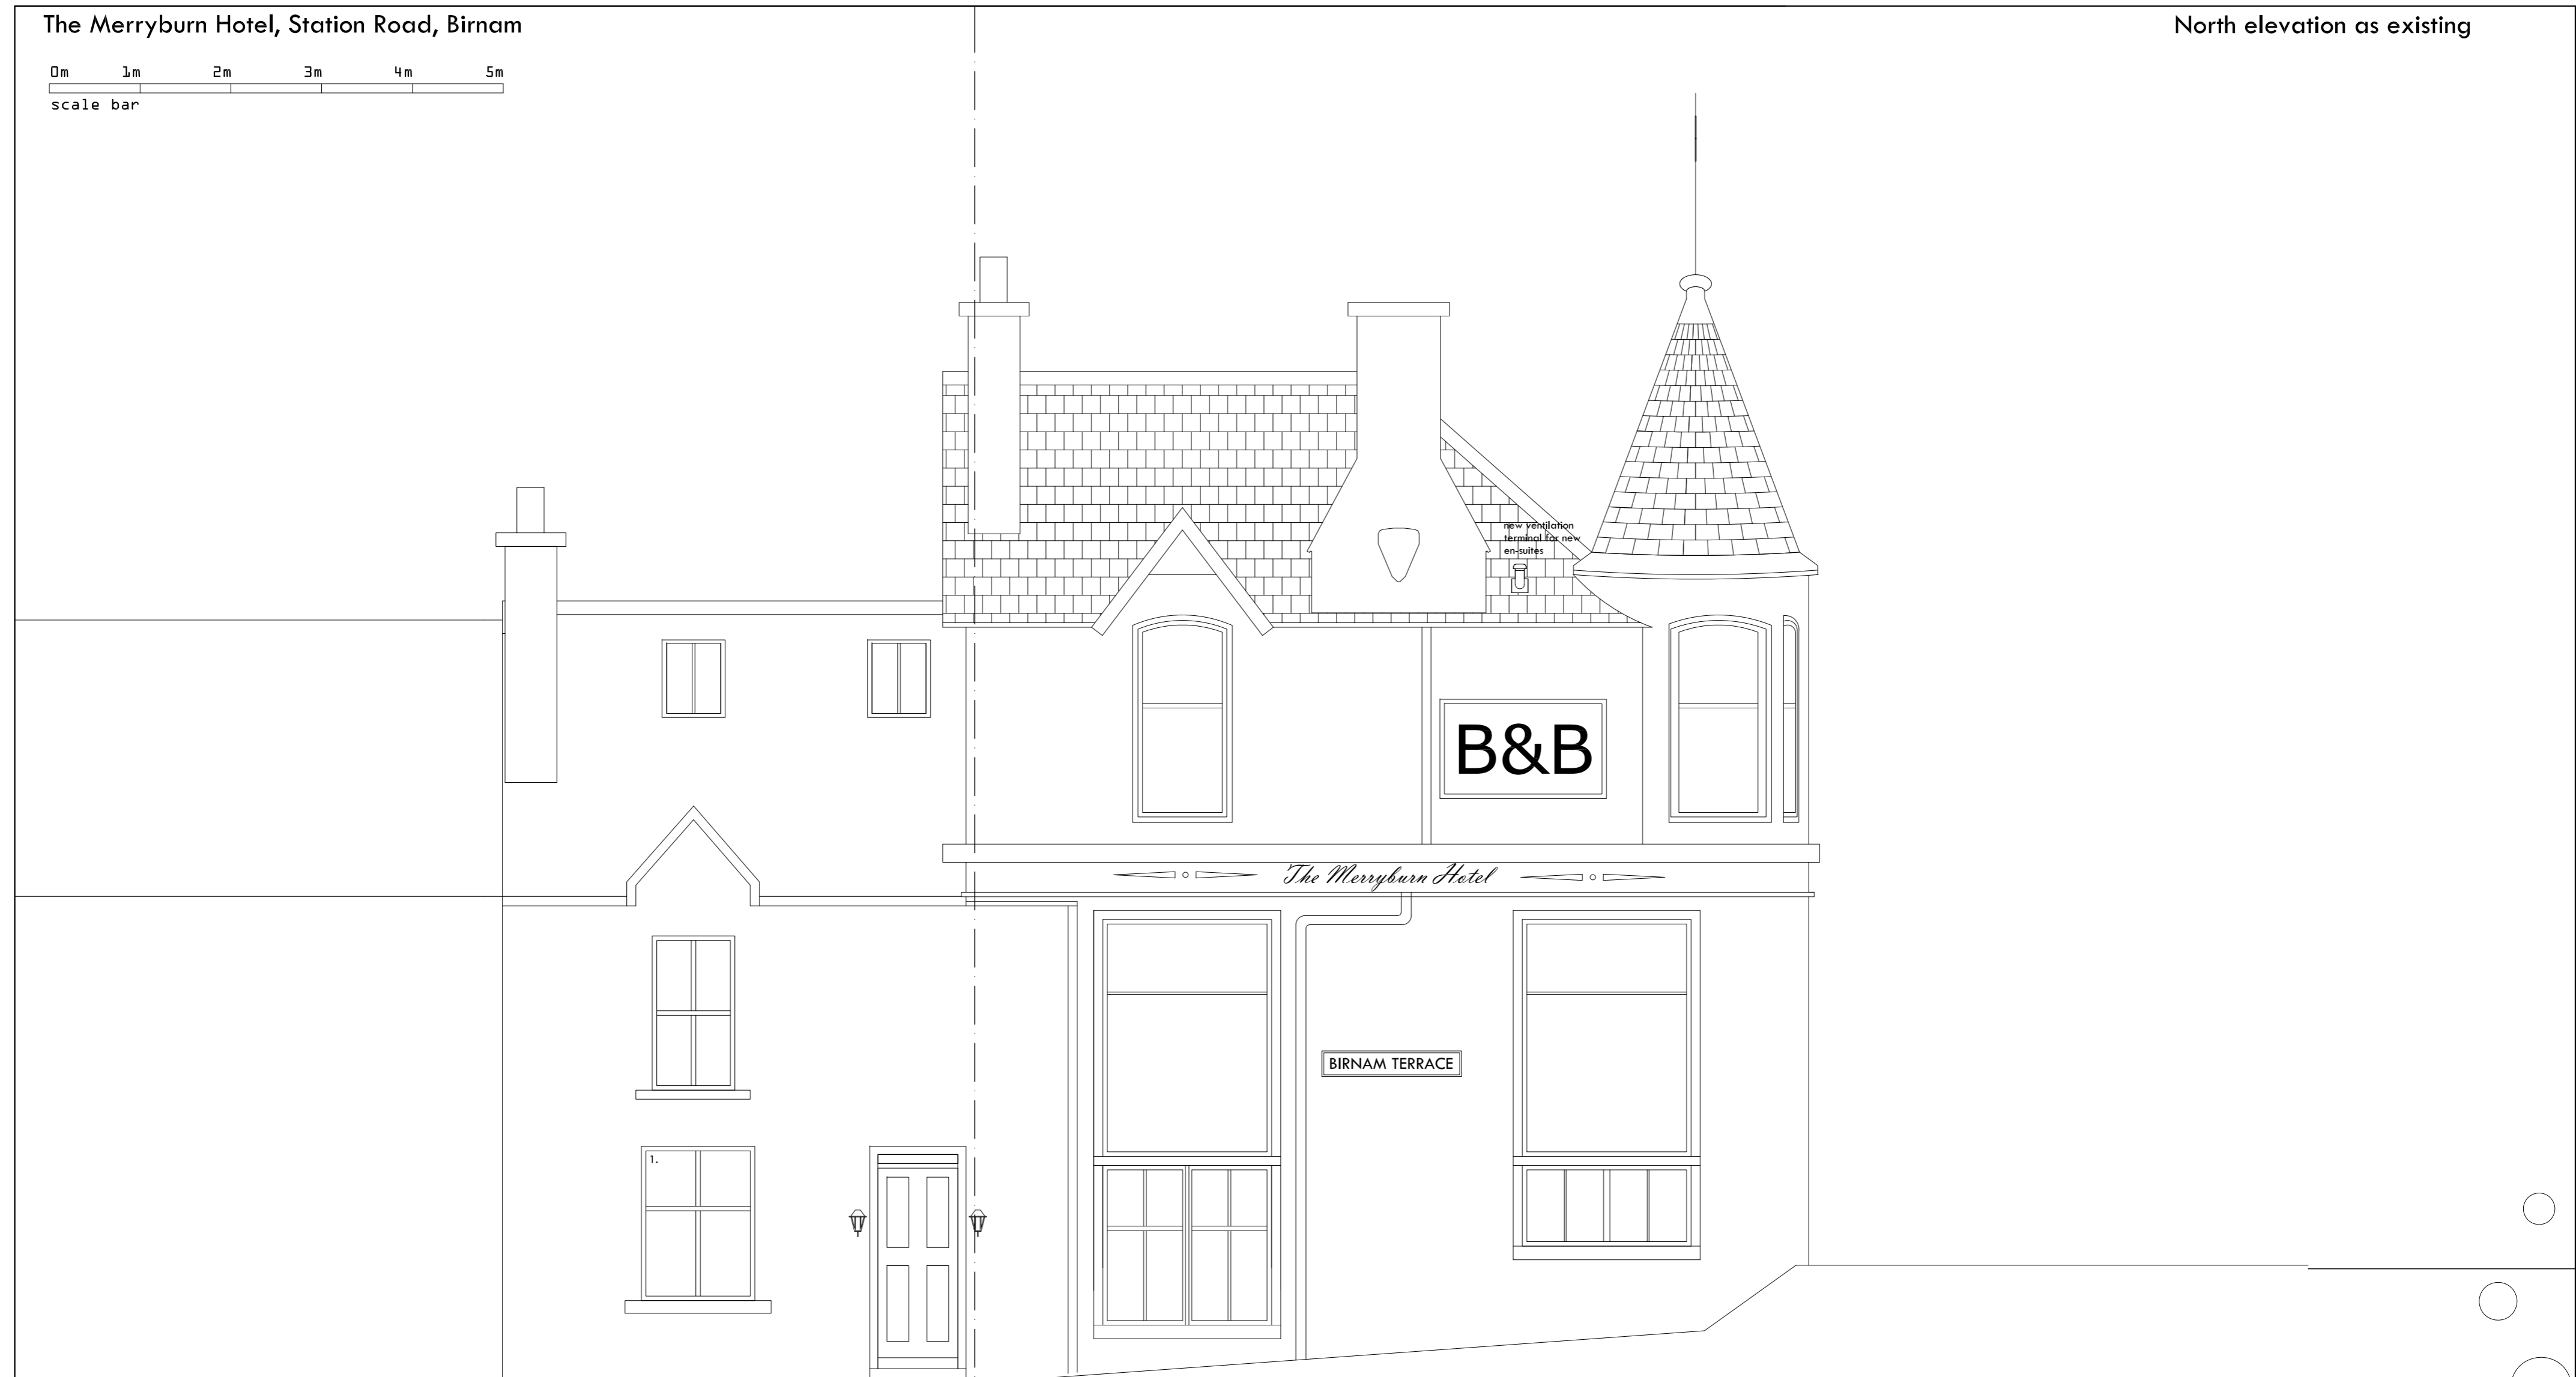 The Merryburn Hotel, Station Road, Birnam
North elevation as existing
0m 1m 2m 3m 4m 5m
scale bar
new ventilation
terminal for new
en-suites
B&B
The Merryburn Hotel
BIRNAM TERRACE
1.